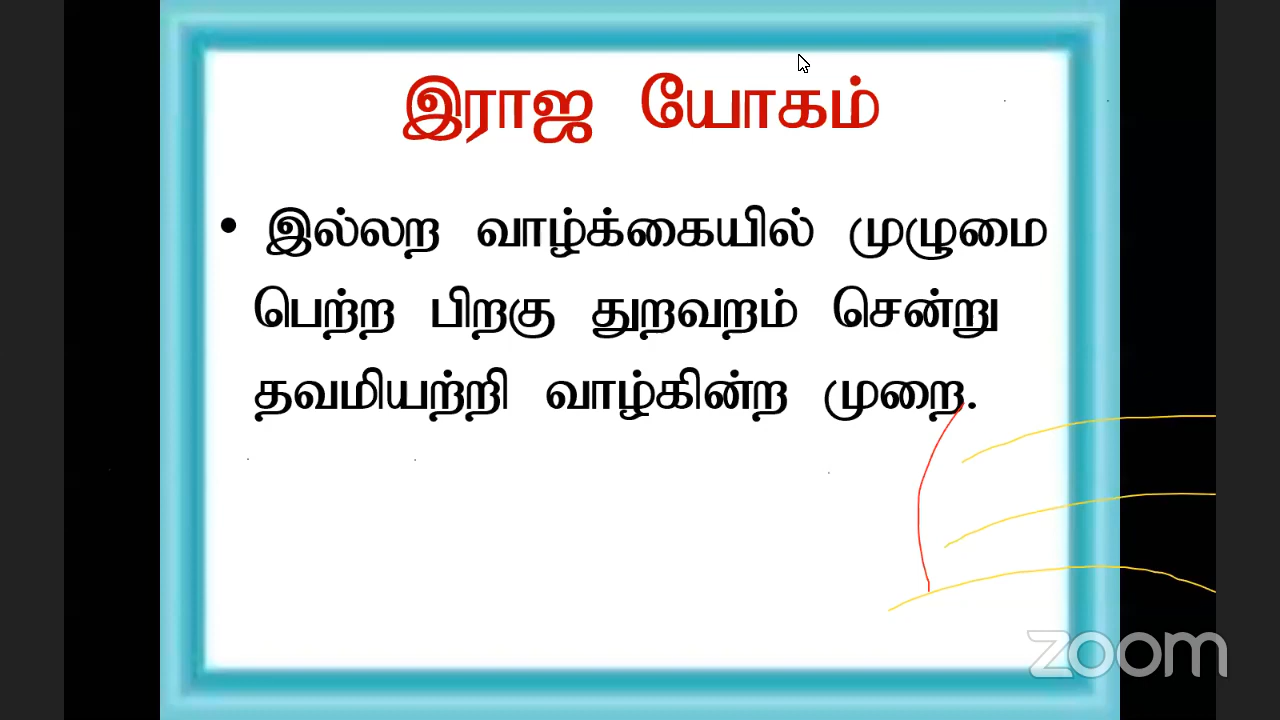 இராஜ யோகம்
• இல்லற வாழ்க்கையில் முழுமை
பெற்ற பிறகு துறவறம் சென்று
தவமியற்றி வாழ்கின்ற முறை.
zoom